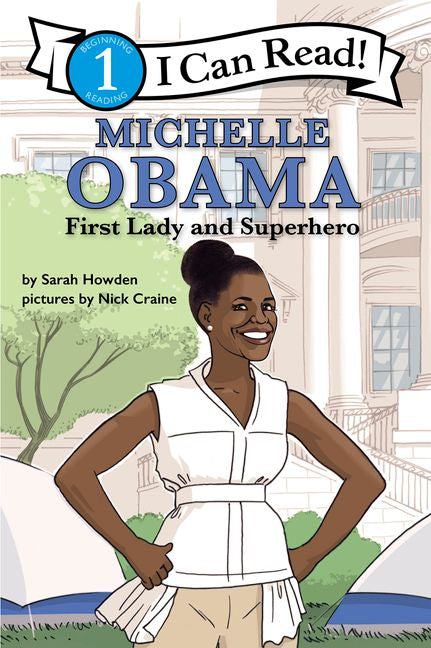 BEGINNING
1
READING
I Can Read!
MICHELLE
OBAMA
First Lady and Superhero
by Sarah Howden
pictures by Nick Craine